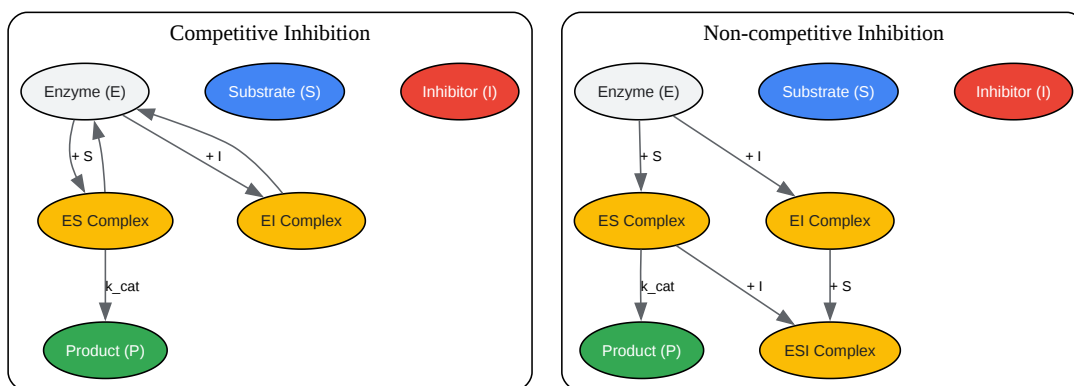 Competitive Inhibition
Enzyme (E)
Substrate (S)
Inhibitor (I)
+ S
+ I
ES Complex
EI Complex
k_cat
Product (P)
Non-competitive Inhibition
Enzyme (E)
Substrate (S)
Inhibitor (I)
+ S
+ I
ES Complex
EI Complex
k_cat
+ I
+ S
Product (P)
ESI Complex